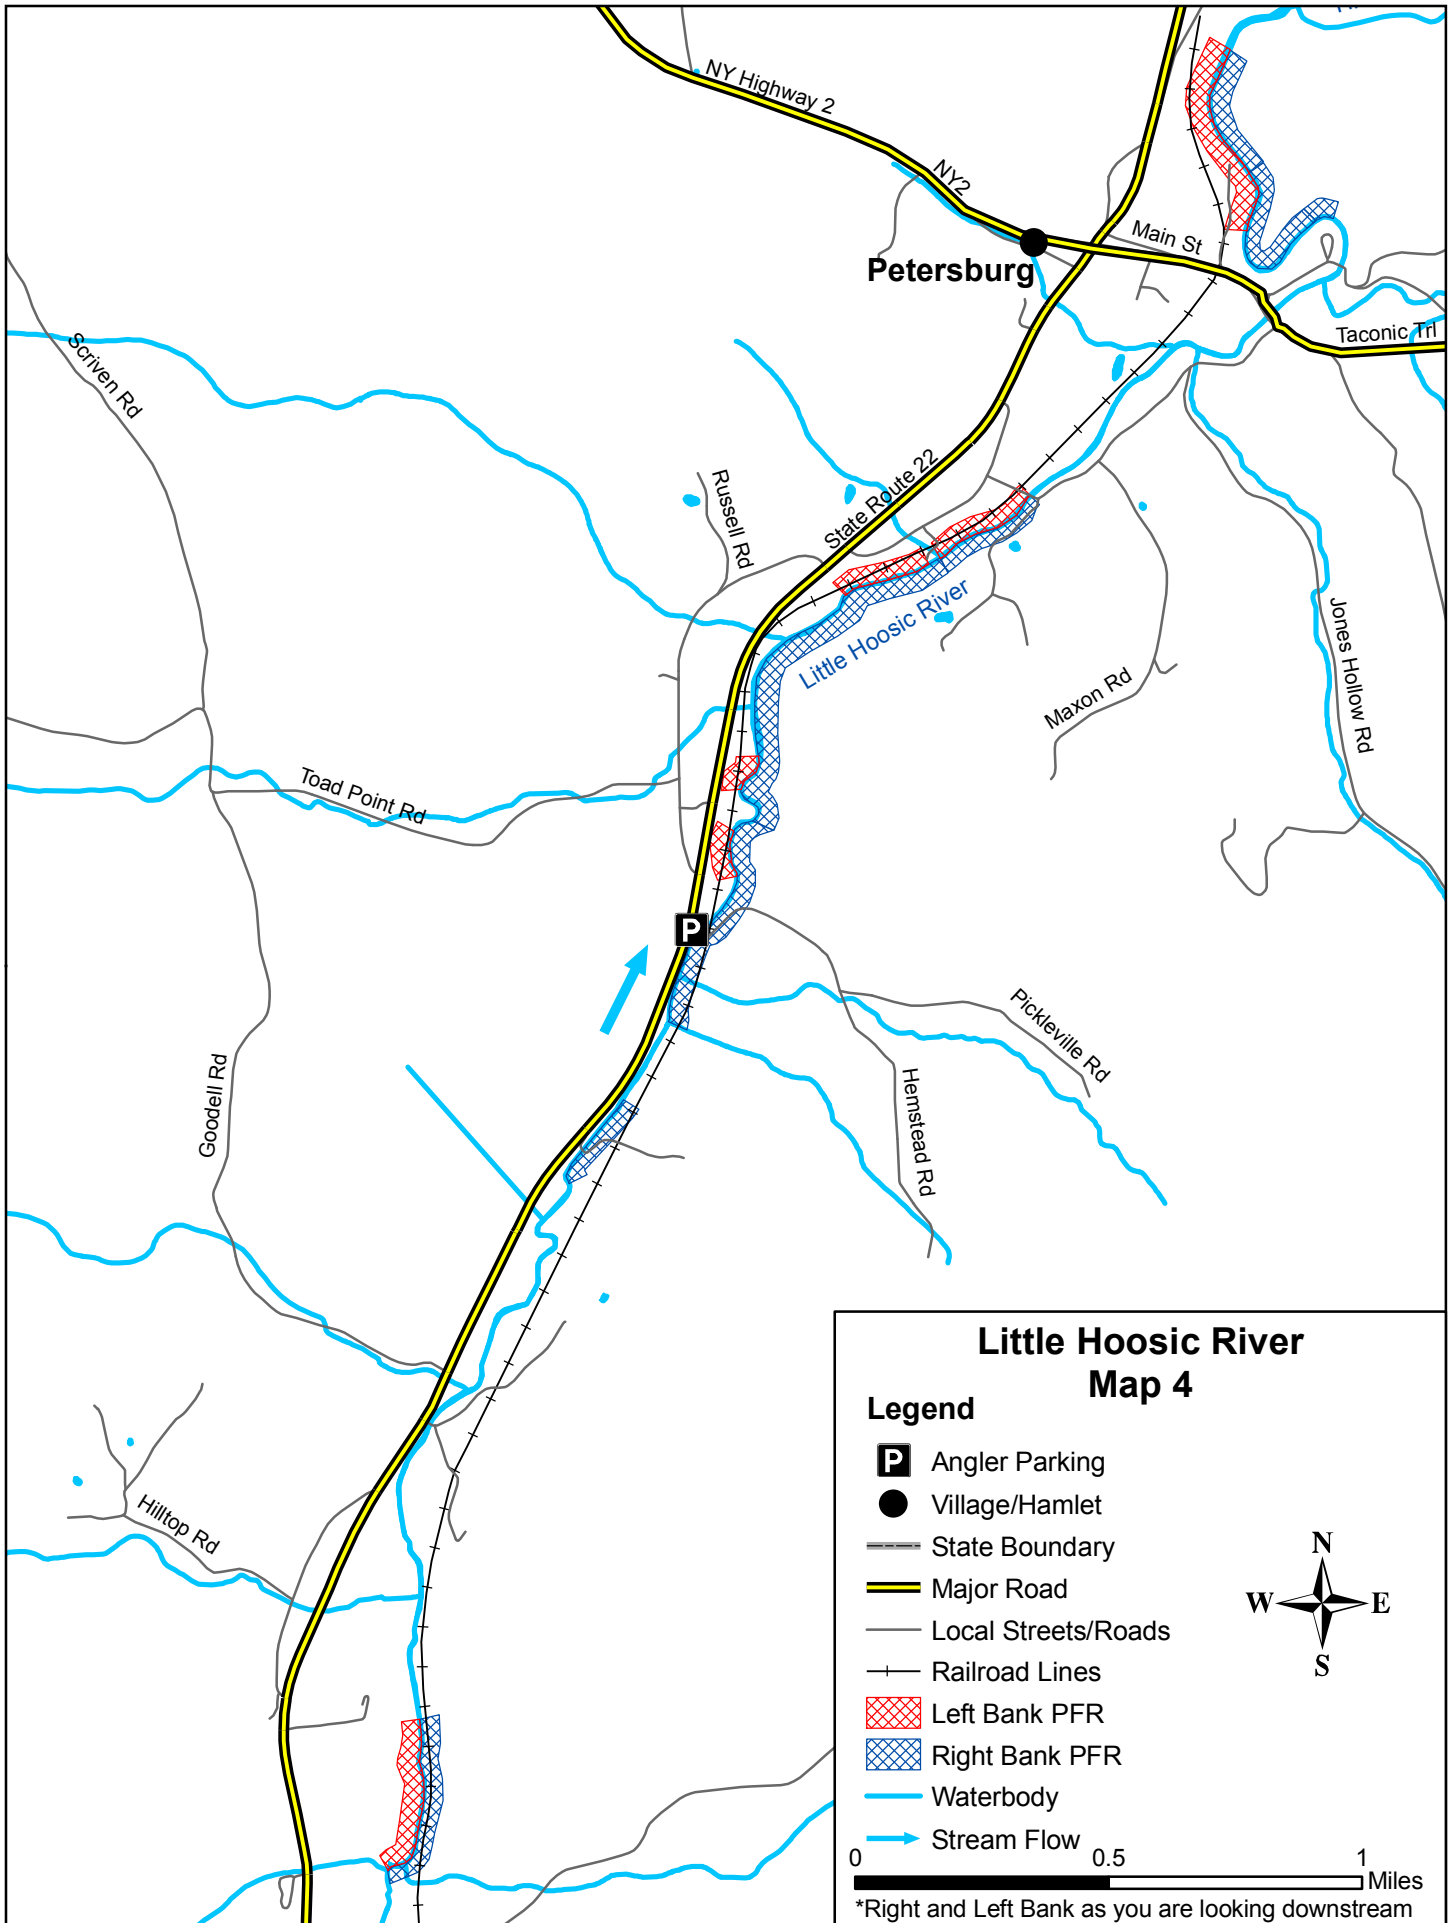 NY Highway 2
NY2
Main St
Petersburg
Taconic Trl
Scriven Rd
State Route 22
Russell Rd
Little Hoosic River
Jones Hollow Rd
Maxon Rd
Toad Point Rd
P
Pickleville Rd
Goodell Rd
Hemstead Rd
Hilltop Rd
Little Hoosic River
Map 4
Legend
P Angler Parking
Village/Hamlet
State Boundary
Major Road
Local Streets/Roads
Railroad Lines
Left Bank PFR
Right Bank PFR
Waterbody
Stream Flow
N
W E
S
0 0.5 1
Miles
*Right and Left Bank as you are looking downstream